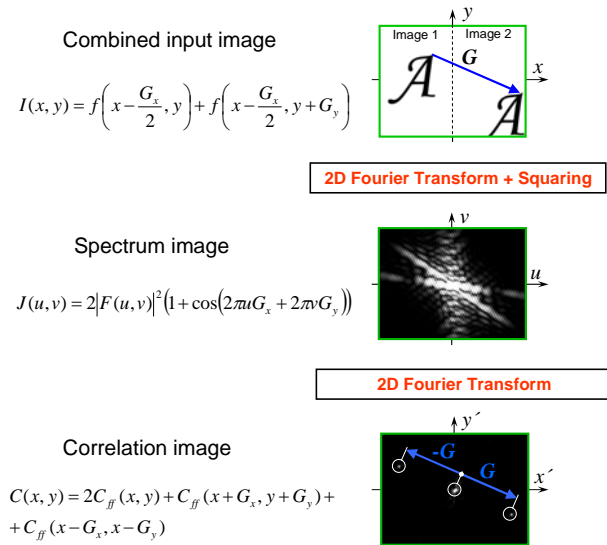 Combined input image
I(x, y) = f(x - G_x/2, y) + f(x - G_x/2, y + G_y)
y
Image 1 Image 2
G
x
A
A
2D Fourier Transform + Squaring
Spectrum image
J(u, v) = 2|F(u, v)|^2 (1 + cos(2πuG_x + 2πvG_y))
v
u
2D Fourier Transform
Correlation image
C(x, y) = 2C_ff(x, y) + C_ff(x + G_x, y + G_y) +
+ C_ff(x - G_x, x - G_y)
y´
-G
G
x´